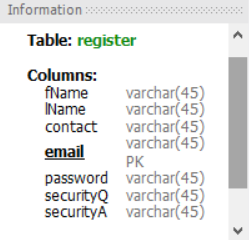 Information
Table: register
Columns:
fName varchar(45)
lName varchar(45)
contact varchar(45)
email varchar(45)
PK
password varchar(45)
securityQ varchar(45)
securityA varchar(45)